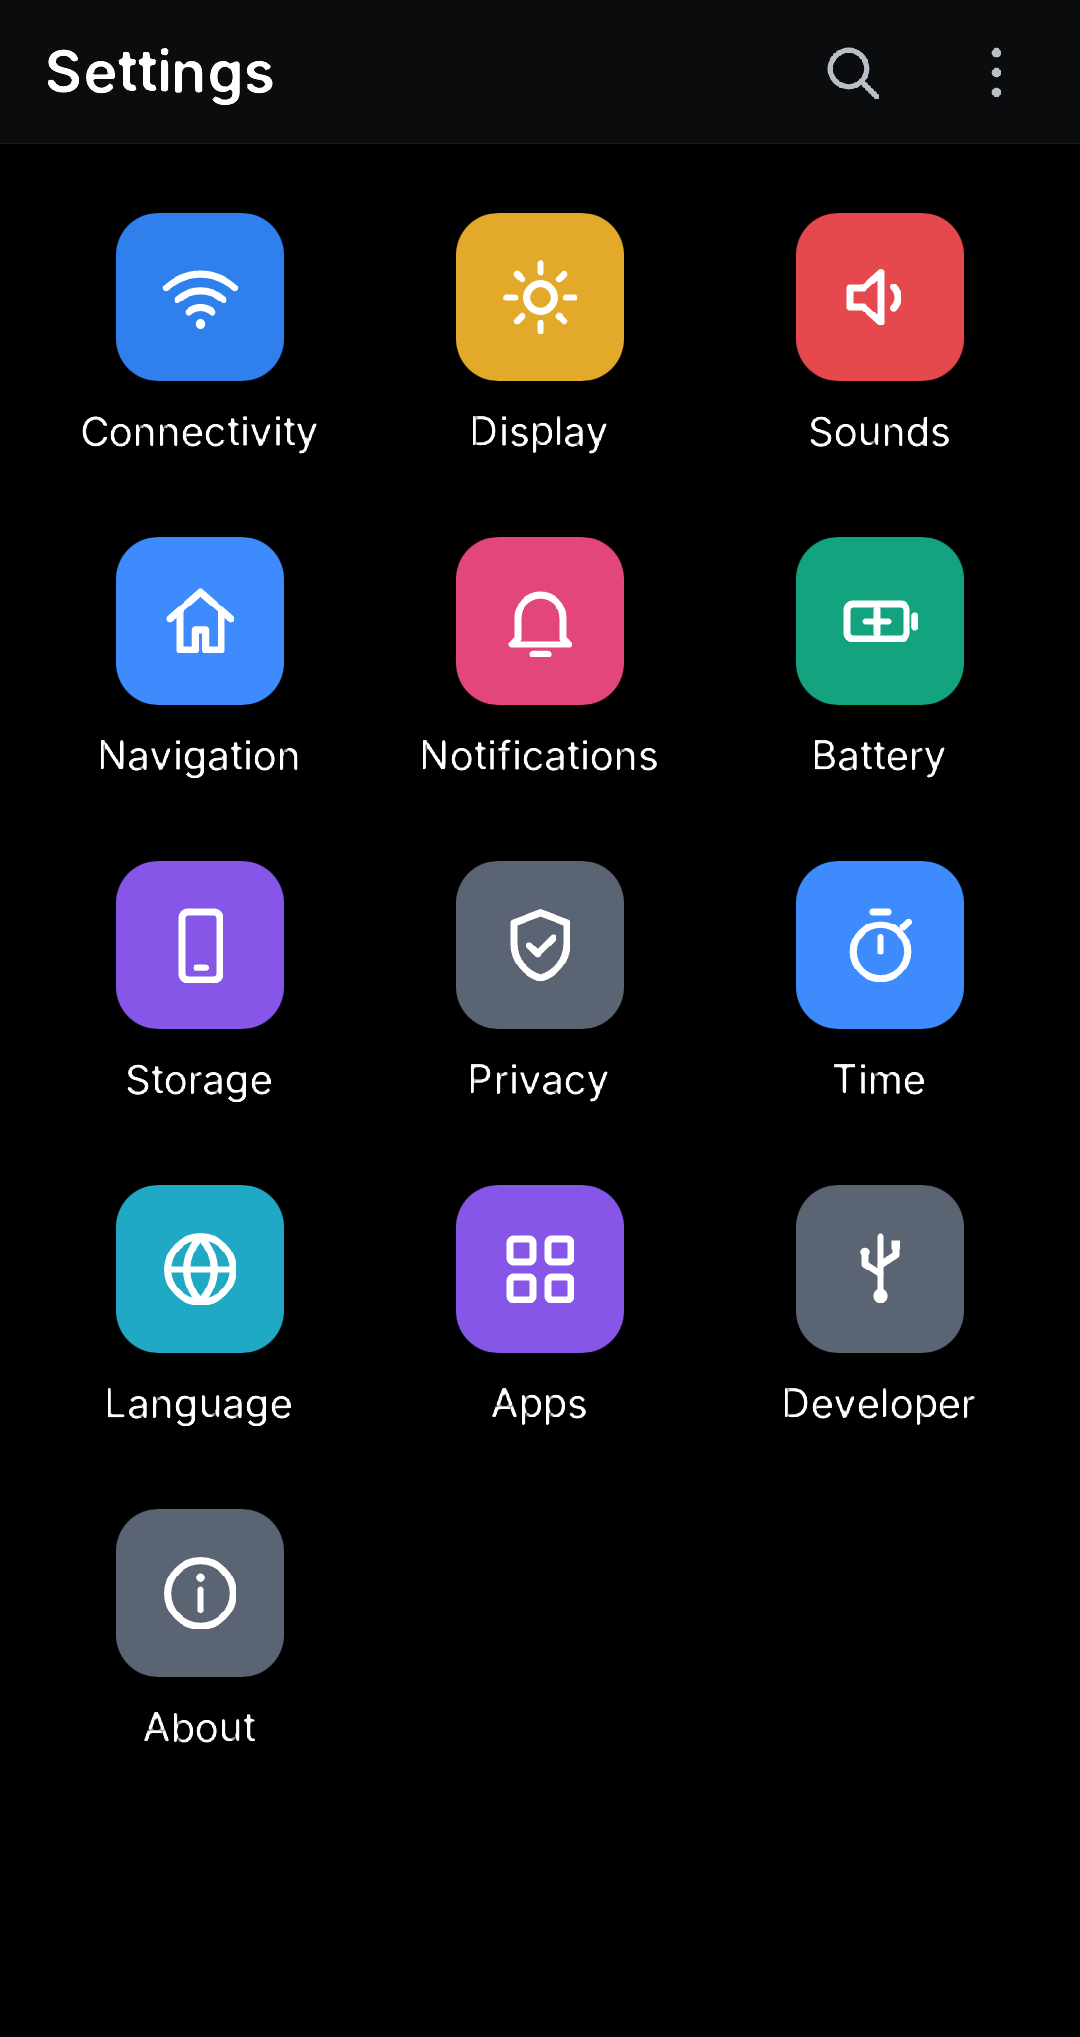 Settings
Connectivity
Display
Sounds
Navigation
Notifications
Battery
Storage
Privacy
Time
Language
Apps
Developer
About